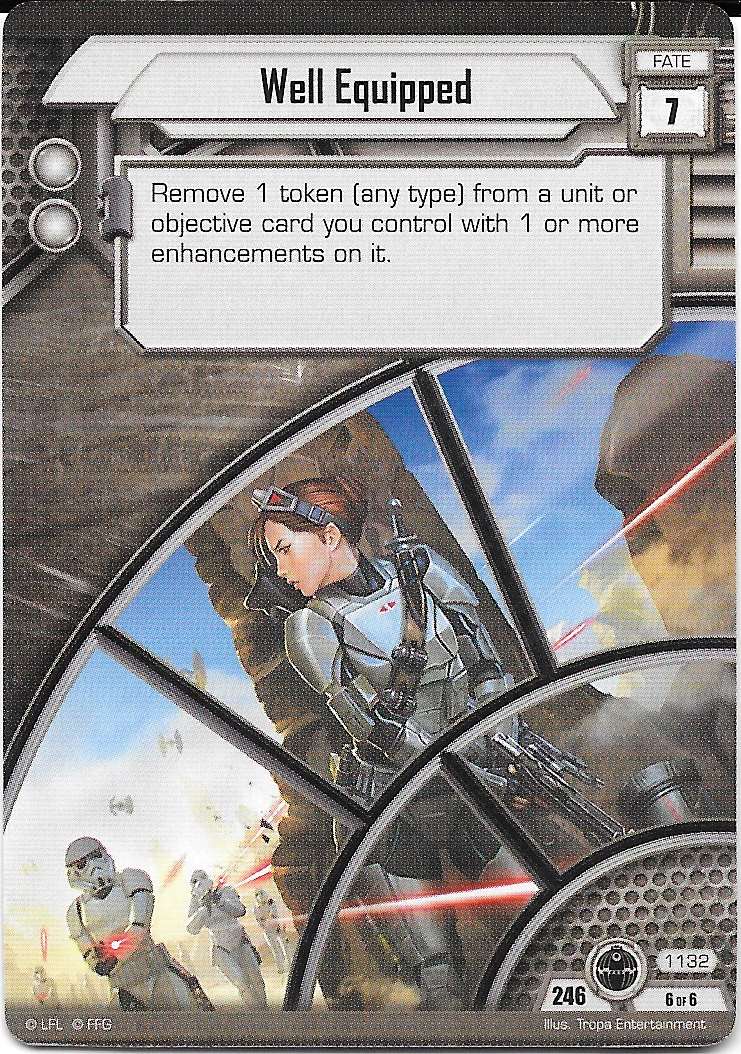 Well Equipped
FATE
7
Remove 1 token (any type) from a unit or
objective card you control with 1 or more
enhancements on it.
1132
246
6 OF 6
© LFL © FFG
Illus. Tropa Entertainment